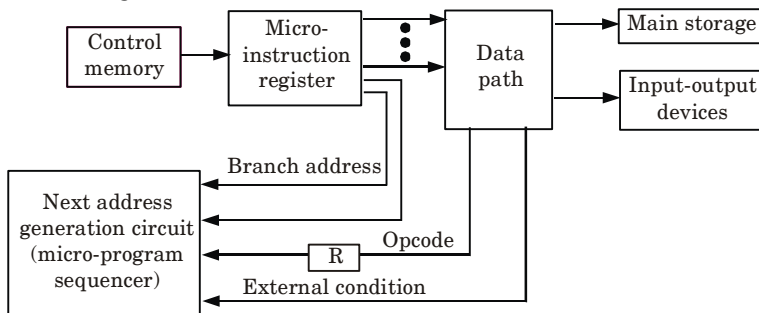 Control
memory
Micro-
instruction
register
Data
path
Main storage
Input-output
devices
Branch address
Next address
generation circuit
(micro-program
sequencer)
Opcode
R
External condition